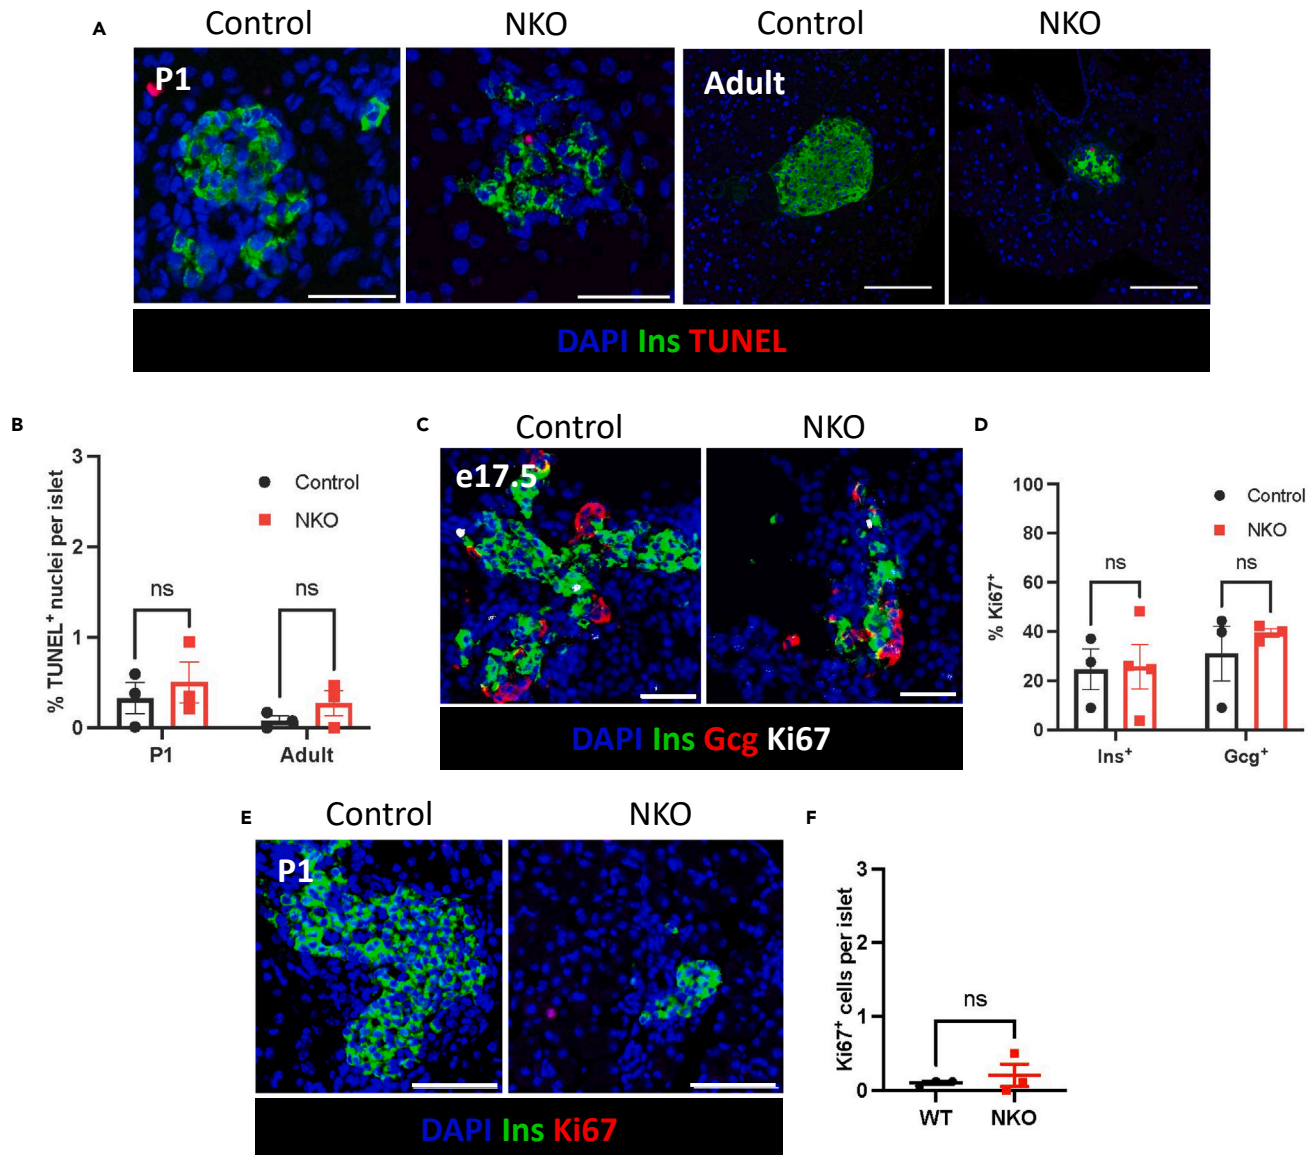 A
Control
NKO
Control
NKO
P1
Adult
DAPI Ins TUNEL
B
% TUNEL⁺ nuclei per islet
3
2
1
0
Control
NKO
ns
ns
P1
Adult
C
Control
NKO
e17.5
DAPI Ins Gcg Ki67
D
% Ki67⁺
100
80
60
40
20
0
Control
NKO
ns
ns
Ins⁺
Gcg⁺
E
Control
NKO
P1
DAPI Ins Ki67
F
Ki67⁺ cells per islet
3
2
1
0
ns
WT
NKO